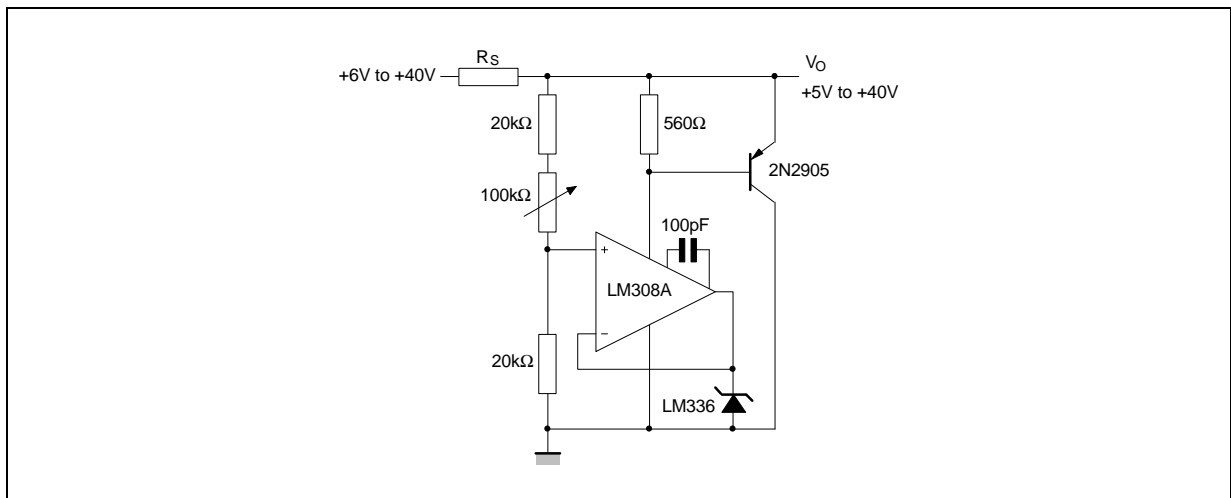 RS
+6V to +40V
VO
+5V to +40V
20kΩ
560Ω
2N2905
100kΩ
100pF
+
LM308A
−
20kΩ
LM336